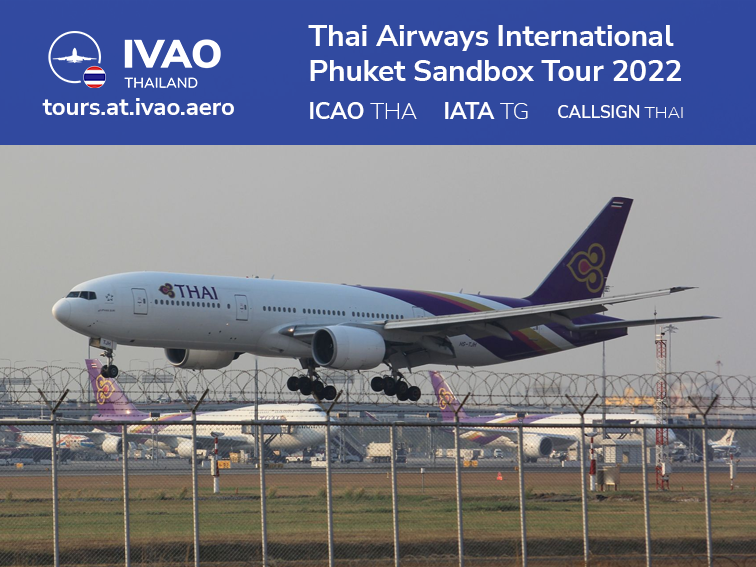 IVAO
THAILAND
tours.at.ivao.aero
Thai Airways International
Phuket Sandbox Tour 2022
ICAO THA
IATA TG
CALLSIGN THAI
THAI